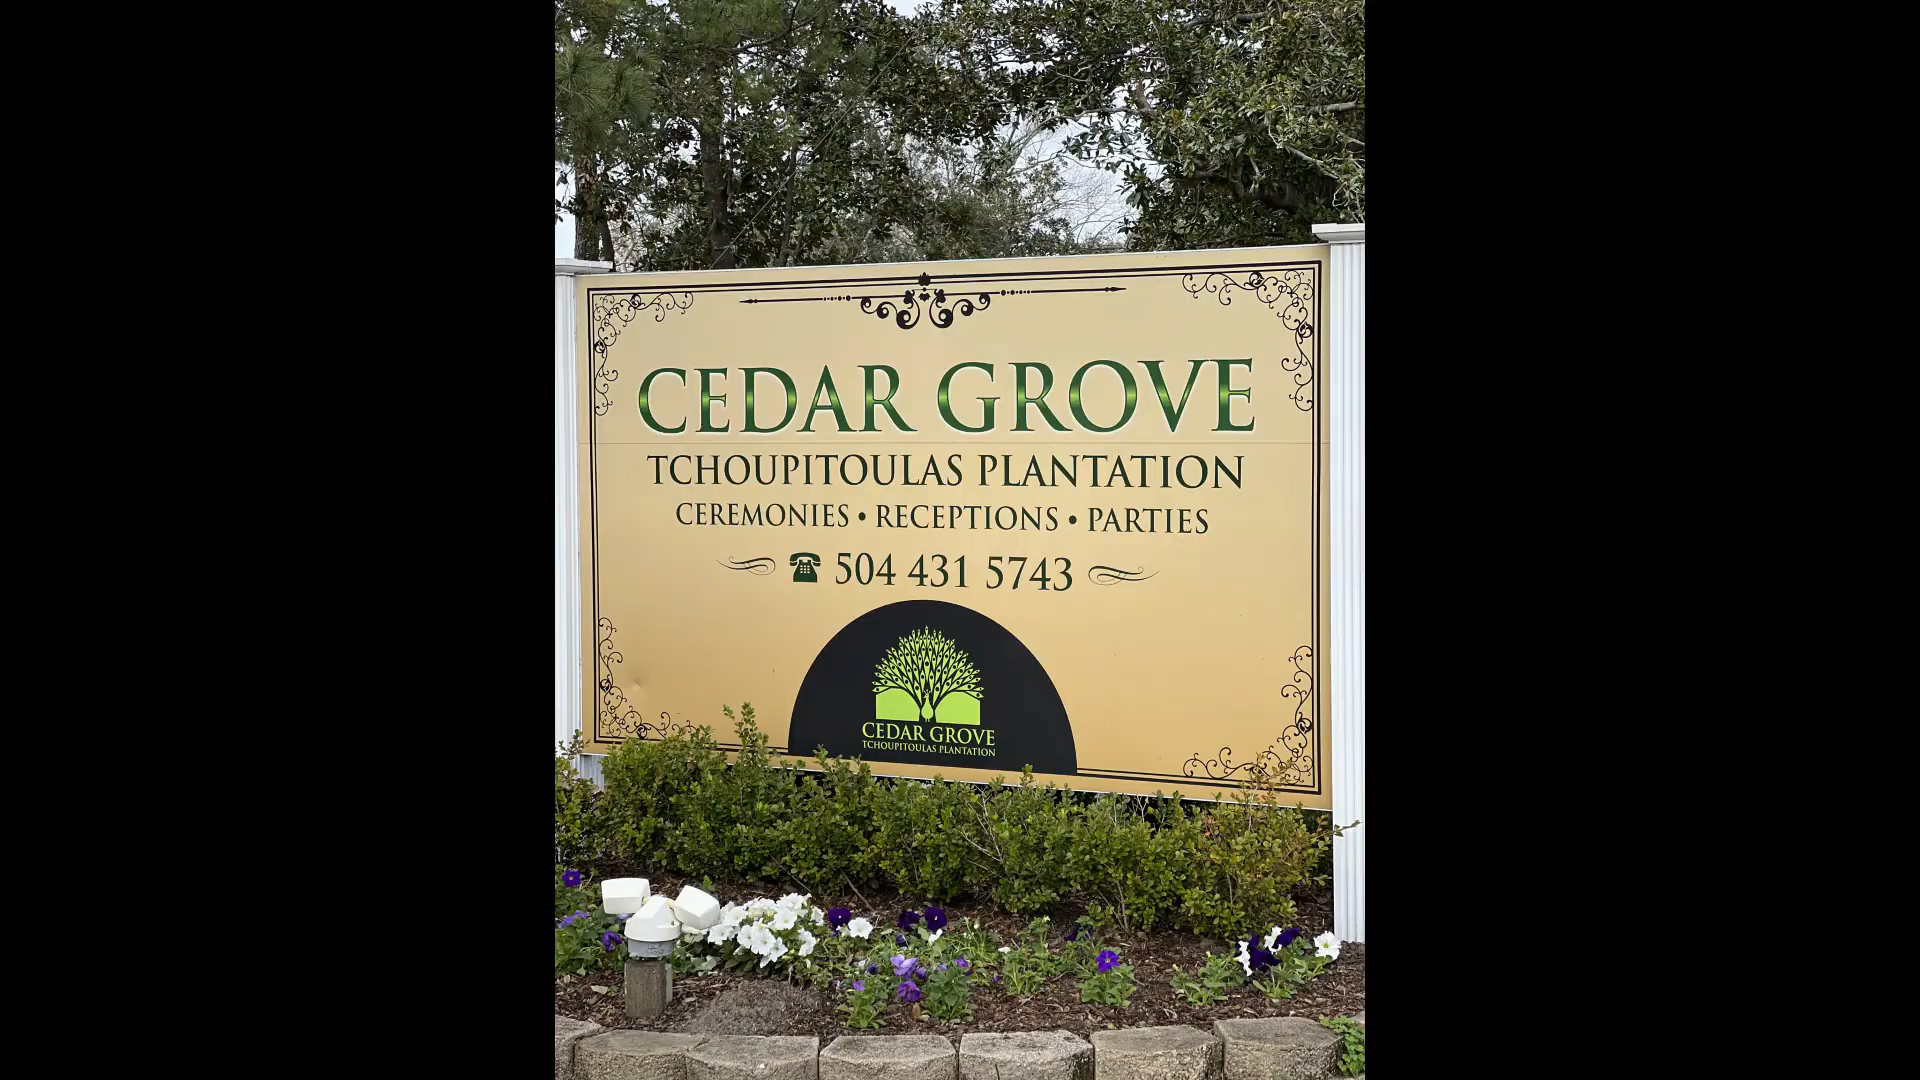 CEDAR GROVE
TCHOUPITOULAS PLANTATION
CEREMONIES • RECEPTIONS • PARTIES
☎ 504 431 5743
CEDAR GROVE
TCHOUPITOULAS PLANTATION